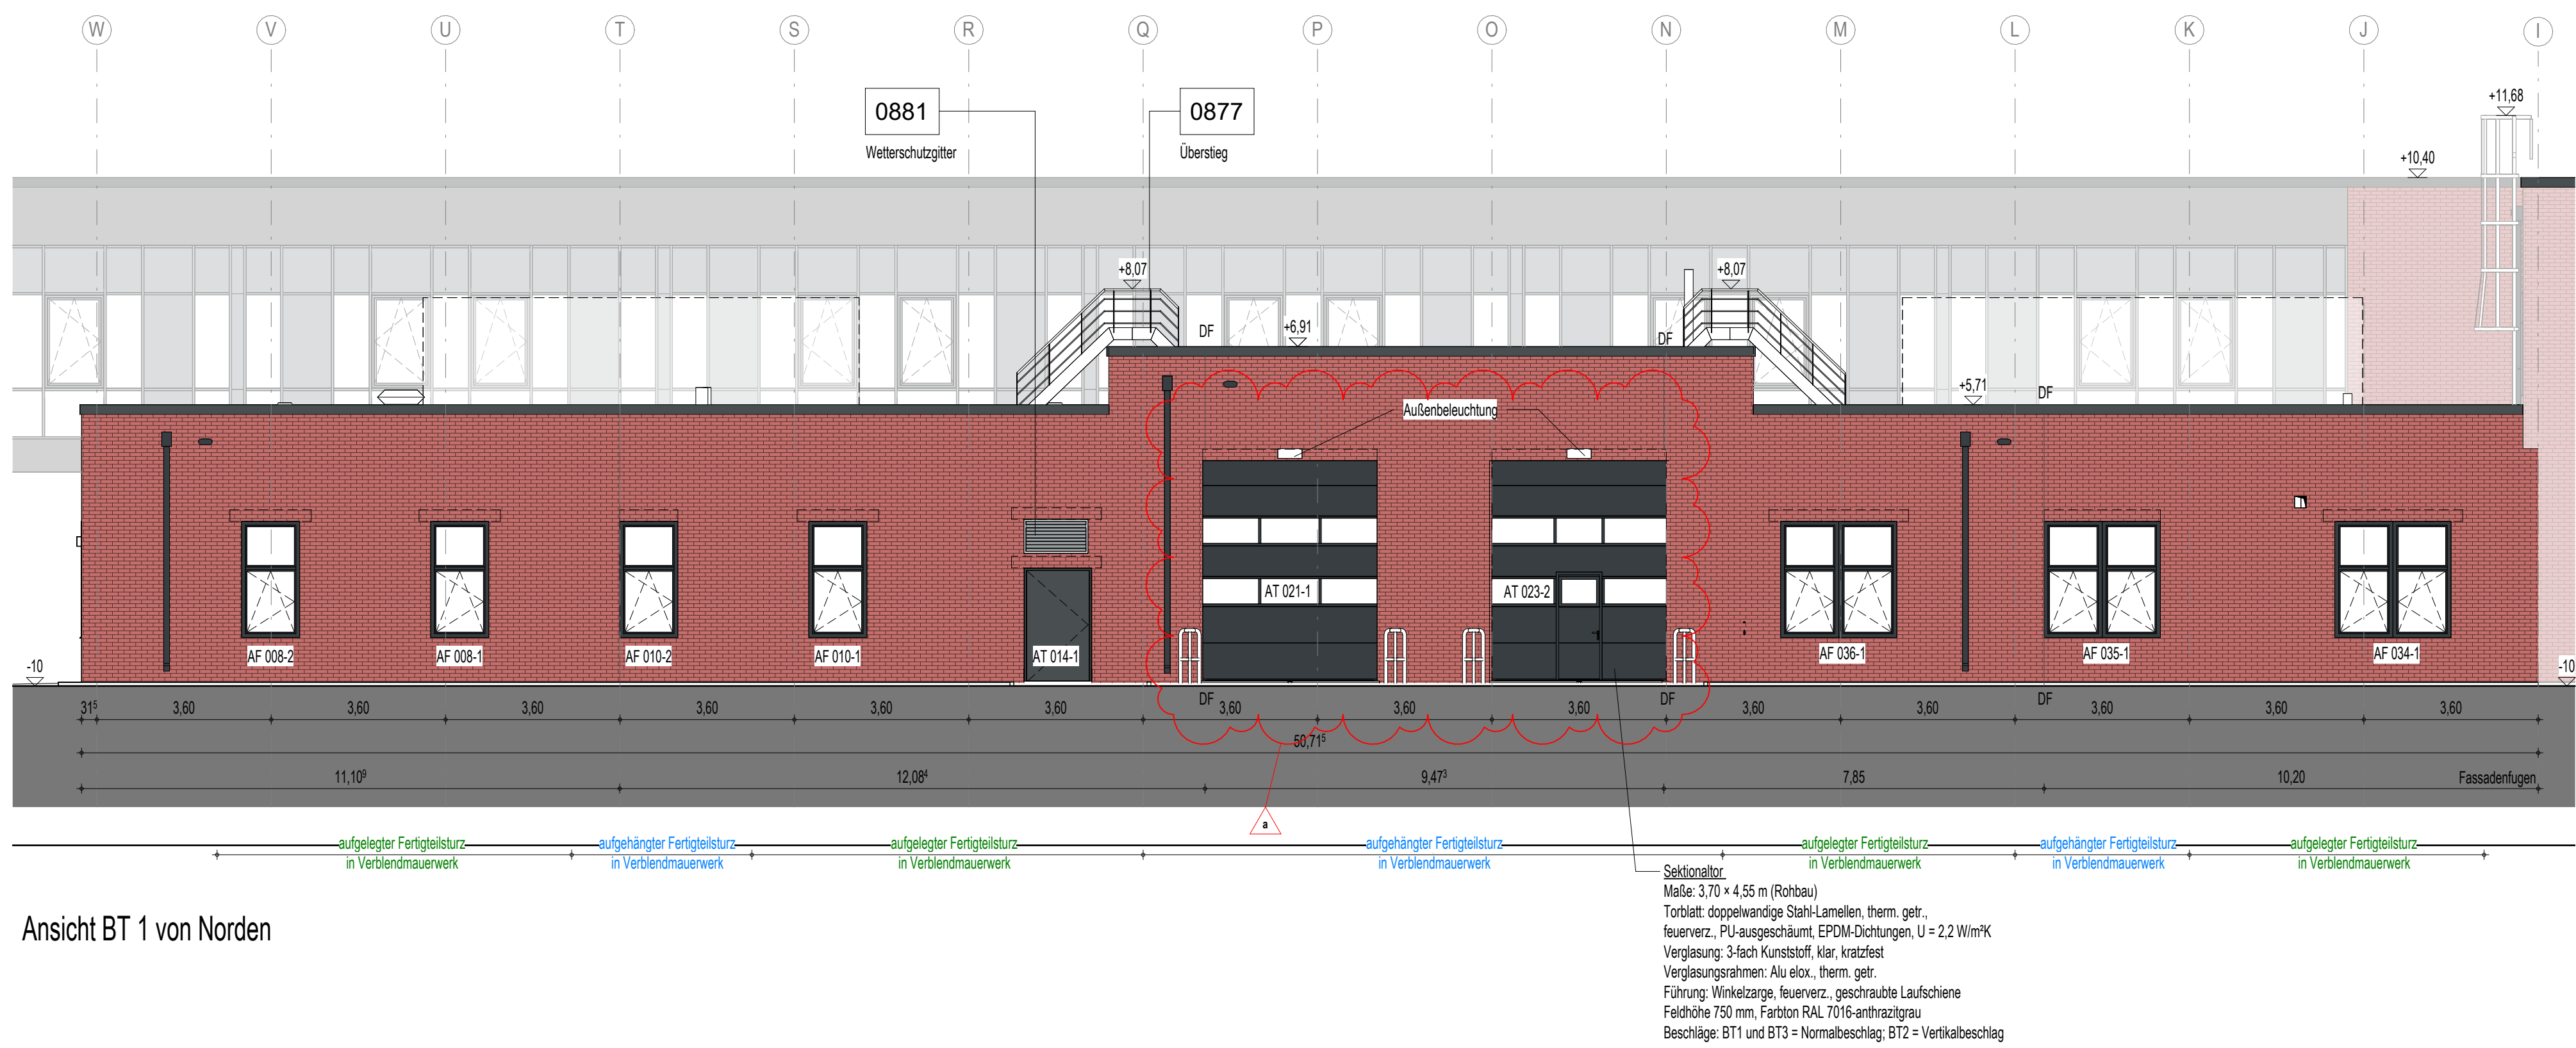 W V U T S R Q P O N M L K J I
+11,68
0881
0877
Wetterschutzgitter
Überstieg
+10,40
+8,07
+8,07
DF
+6,91
DF
+5,71
DF
Außenbeleuchtung
AT 021-1
AT 023-2
AF 008-2
AF 008-1
AF 010-2
AF 010-1
AT 014-1
AF 036-1
AF 035-1
AF 034-1
-10
-10
DF
DF
DF
31⁵ 3,60 3,60 3,60 3,60 3,60 3,60 3,60 3,60 3,60 3,60 3,60 3,60 3,60 3,60
50,71⁵
11,10⁹ 12,08⁴ 9,47³ 7,85 10,20 Fassadenfugen
a
aufgelegter Fertigteilsturz
in Verblendmauerwerk
aufgehängter Fertigteilsturz
in Verblendmauerwerk
aufgelegter Fertigteilsturz
in Verblendmauerwerk
aufgehängter Fertigteilsturz
in Verblendmauerwerk
aufgelegter Fertigteilsturz
in Verblendmauerwerk
aufgehängter Fertigteilsturz
in Verblendmauerwerk
aufgelegter Fertigteilsturz
in Verblendmauerwerk
Sektionaltor
Maße: 3,70 × 4,55 m (Rohbau)
Torblatt: doppelwandige Stahl-Lamellen, therm. getr.,
feuerverz., PU-ausgeschäumt, EPDM-Dichtungen, U = 2,2 W/m²K
Verglasung: 3-fach Kunststoff, klar, kratzfest
Verglasungsrahmen: Alu elox., therm. getr.
Führung: Winkelzarge, feuerverz., geschraubte Laufschiene
Feldhöhe 750 mm, Farbton RAL 7016-anthrazitgrau
Beschläge: BT1 und BT3 = Normalbeschlag; BT2 = Vertikalbeschlag
Ansicht BT 1 von Norden